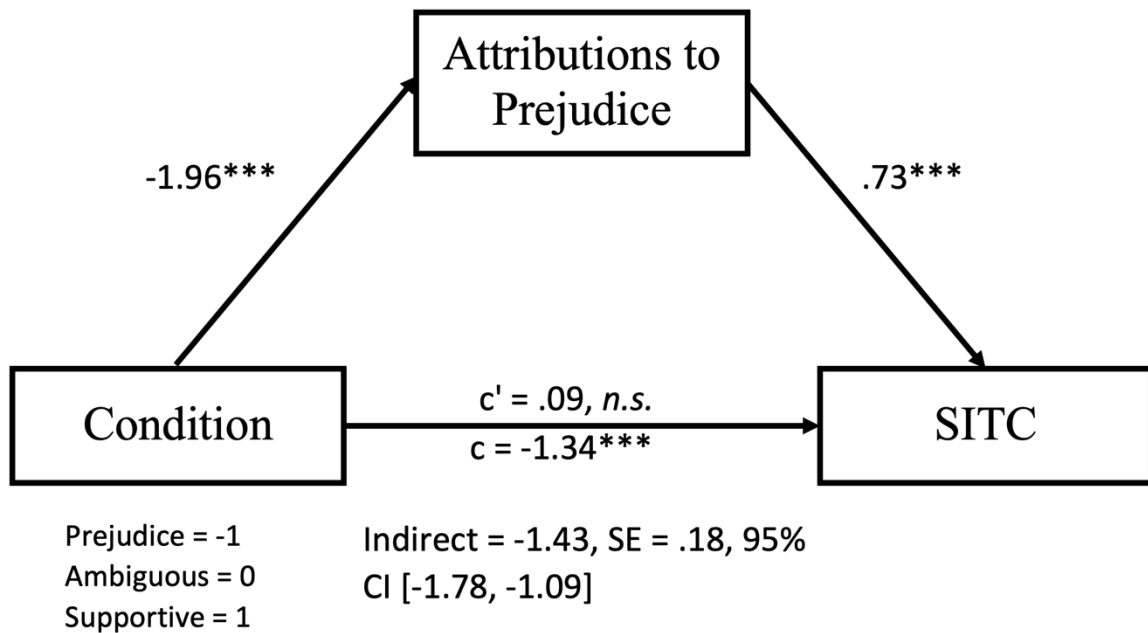 Attributions to
Prejudice
-1.96***
.73***
Condition
c' = .09, n.s.
c = -1.34***
SITC
Prejudice = -1
Ambiguous = 0
Supportive = 1
Indirect = -1.43, SE = .18, 95%
CI [-1.78, -1.09]